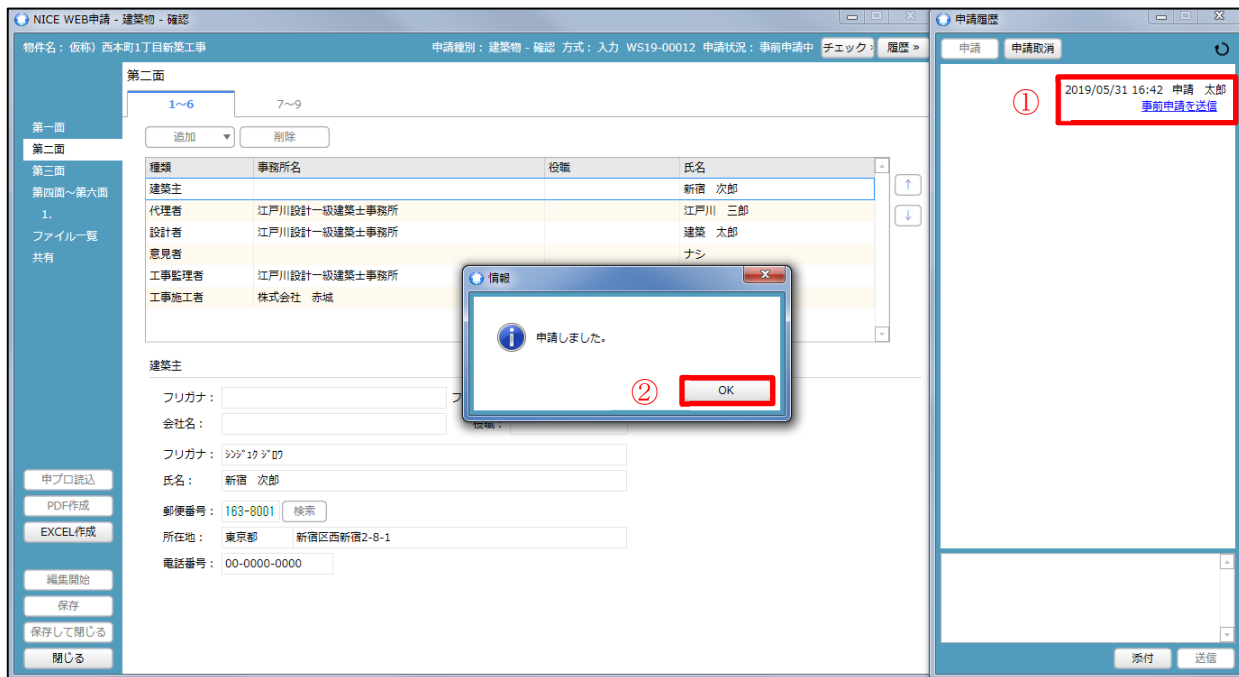 NICE WEB申請 - 建築物 - 確認
物件名：仮称）西本町1丁目新築工事
申請種別：建築物 - 確認 方式：入力 WS19-00012 申請状況：事前申請中
チェック
履歴 »
第一面
第二面
第三面
第四面～第六面
1.
ファイル一覧
共有
申プロ読込
PDF作成
EXCEL作成
編集開始
保存
保存して閉じる
閉じる
第二面
1～6
7～9
追加 ▼
削除
種類 事務所名 役職 氏名
建築主 新宿 次郎
代理者 江戸川設計一級建築士事務所 江戸川 三郎
設計者 江戸川設計一級建築士事務所 建築 太郎
意見者 ナシ
工事監理者 江戸川設計一級建築士事務所
工事施工者 株式会社 赤城
↑
↓
建築主
フリガナ： フ
会社名： 役職：
フリガナ： ｼﾝｼﾞｭｸ ｼﾞﾛｳ
氏名： 新宿 次郎
郵便番号： 163-8001 検索
所在地： 東京都 新宿区西新宿2-8-1
電話番号： 00-0000-0000
情報
申請しました。
②
OK
申請履歴
申請
申請取消
①
2019/05/31 16:42 申請 太郎
事前申請を送信
添付
送信